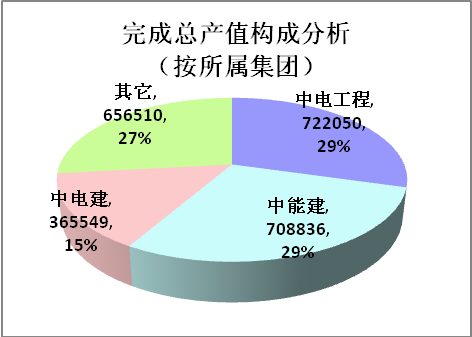 完成总产值构成分析
（按所属集团）
其它,
656510,
27%
中电工程,
722050,
29%
中电建,
365549,
15%
中能建,
708836,
29%